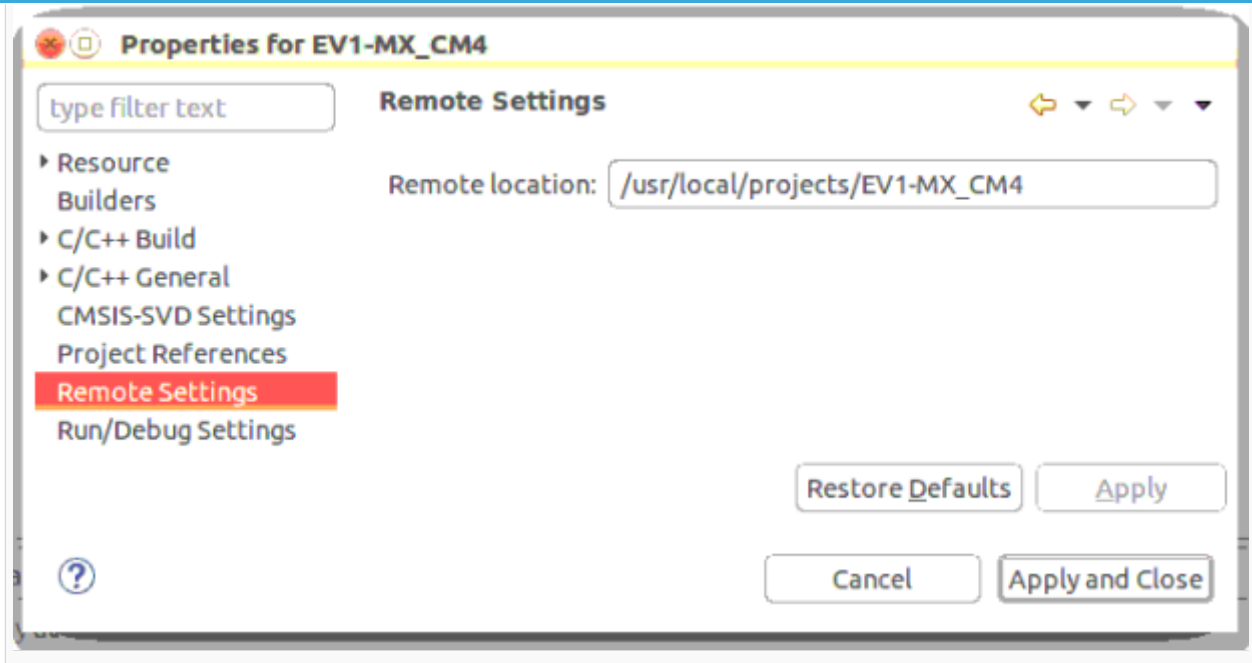 Properties for EV1-MX_CM4
type filter text
Resource
Builders
C/C++ Build
C/C++ General
CMSIS-SVD Settings
Project References
Remote Settings
Run/Debug Settings
Remote Settings
Remote location: /usr/local/projects/EV1-MX_CM4
Restore Defaults
Apply
?
Cancel
Apply and Close